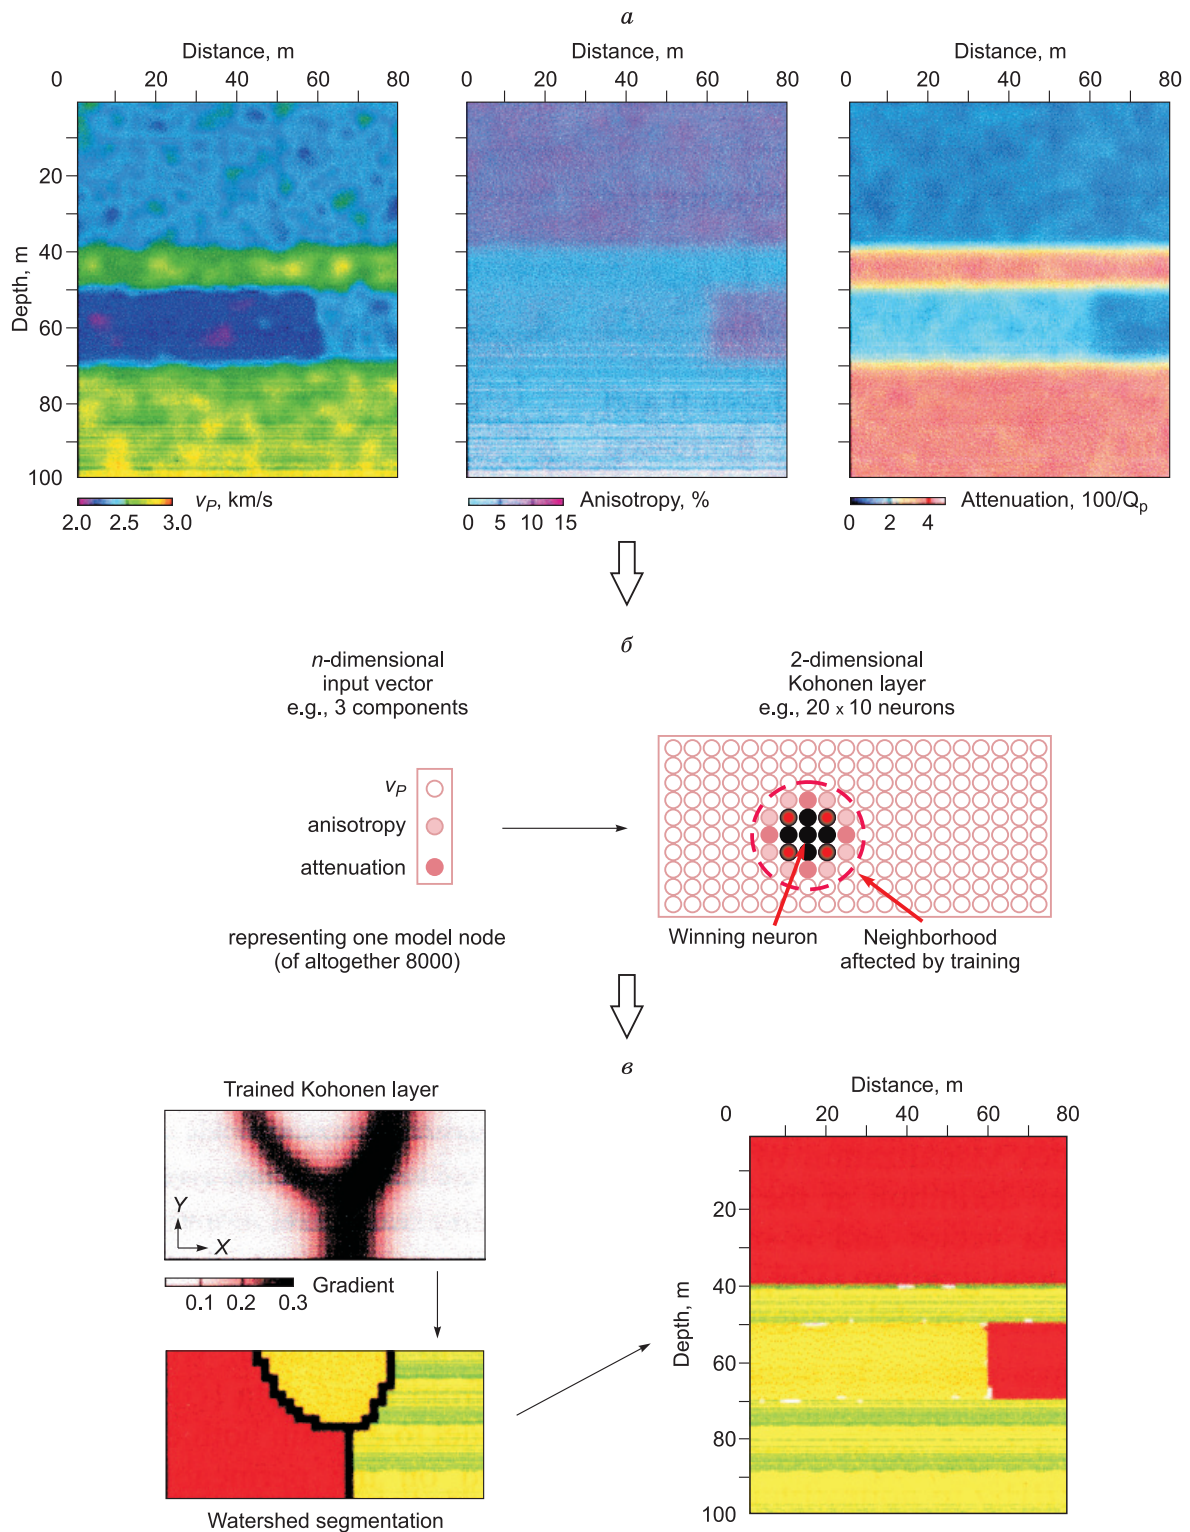 а
Distance, m
Distance, m
Distance, m
0 20 40 60 80
0 20 40 60 80
0 20 40 60 80
Depth, m
20
40
60
80
100
v_P, km/s
2.0 2.5 3.0
Anisotropy, %
0 5 10 15
Attenuation, 100/Q_p
0 2 4
б
n-dimensional
input vector
e.g., 3 components
2-dimensional
Kohonen layer
e.g., 20 x 10 neurons
v_P
anisotropy
attenuation
representing one model node
(of altogether 8000)
Winning neuron
Neighborhood
affected by training
в
Trained Kohonen layer
Y
X
Gradient
0.1 0.2 0.3
Watershed segmentation
Distance, m
0 20 40 60 80
Depth, m
20
40
60
80
100